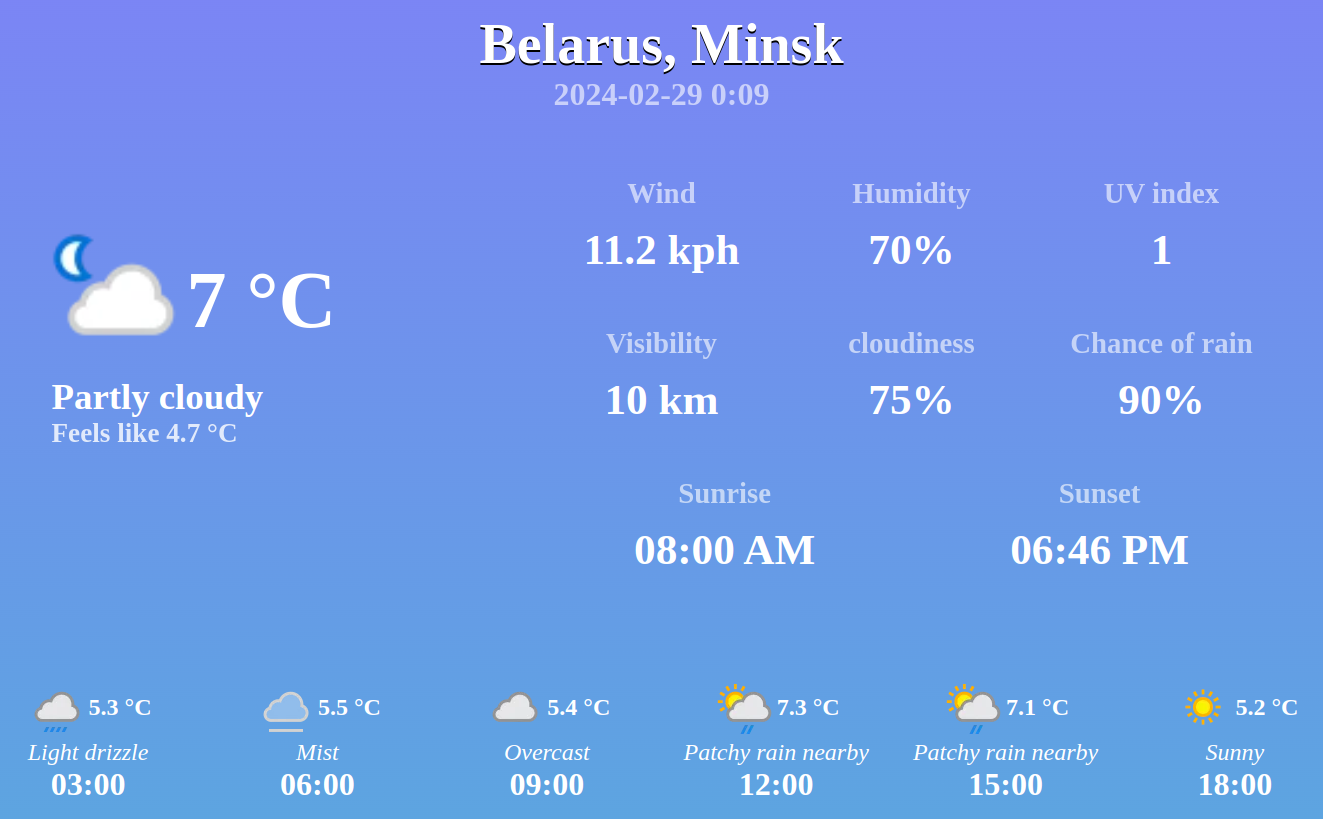 Belarus, Minsk
2024-02-29 0:09
7 °C
Partly cloudy
Feels like 4.7 °C
Wind Humidity UV index
11.2 kph 70% 1
Visibility cloudiness Chance of rain
10 km 75% 90%
Sunrise Sunset
08:00 AM 06:46 PM
5.3 °C 5.5 °C 5.4 °C 7.3 °C 7.1 °C 5.2 °C
Light drizzle Mist Overcast Patchy rain nearby Patchy rain nearby Sunny
03:00 06:00 09:00 12:00 15:00 18:00